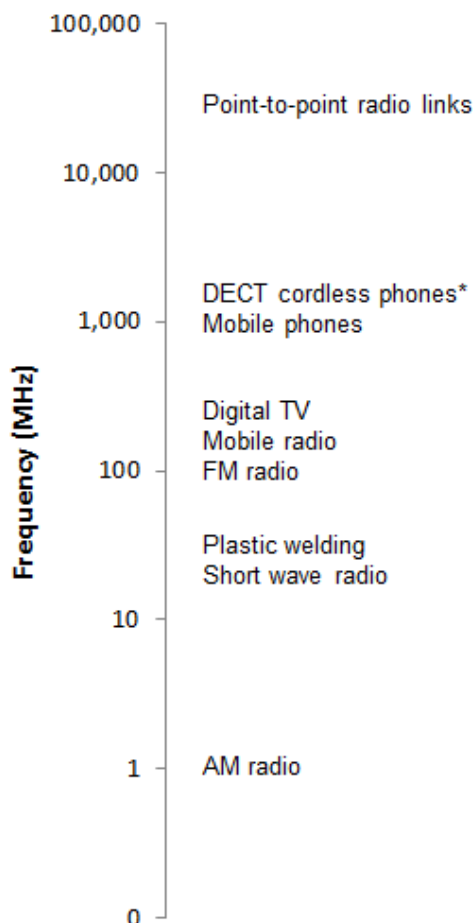 100,000
Point-to-point radio links
10,000
DECT cordless phones*
1,000
Mobile phones
Digital TV
Mobile radio
100
FM radio
Frequency (MHz)
Plastic welding
Short wave radio
10
1
AM radio
0